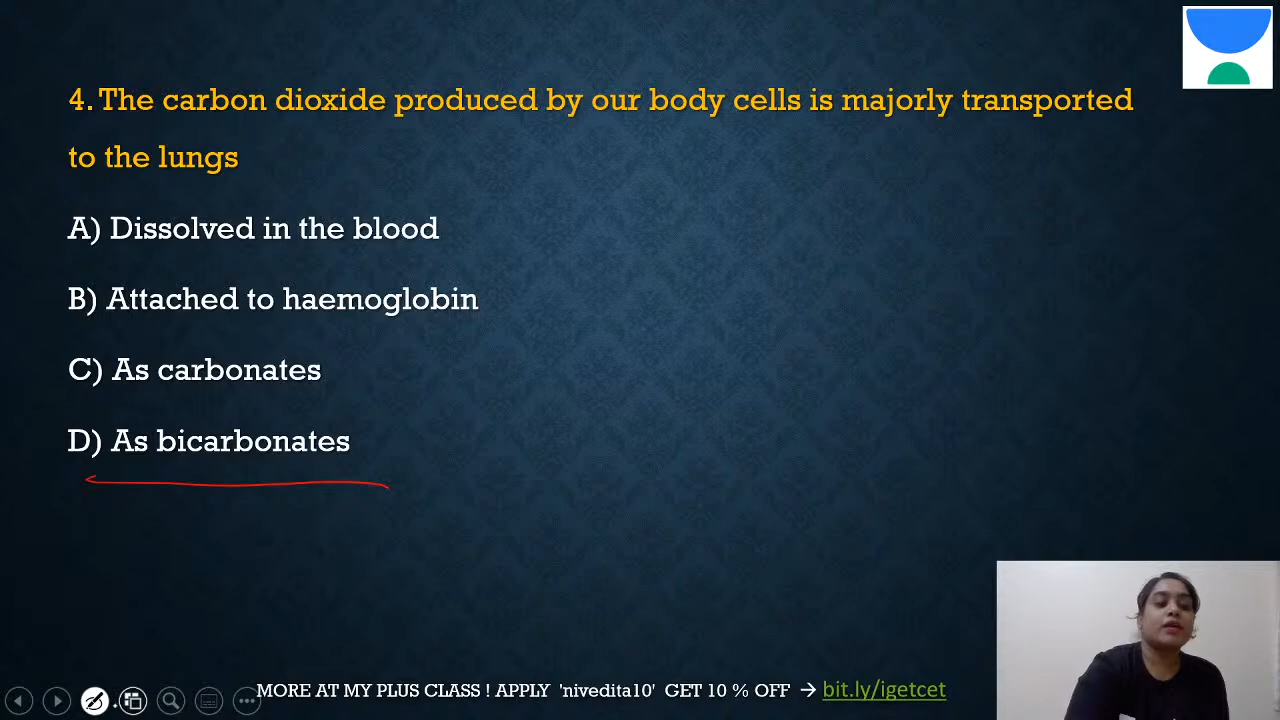 4. The carbon dioxide produced by our body cells is majorly transported
to the lungs
A) Dissolved in the blood
B) Attached to haemoglobin
C) As carbonates
D) As bicarbonates
MORE AT MY PLUS CLASS ! APPLY 'nivedita10' GET 10 % OFF → bit.ly/igetcet